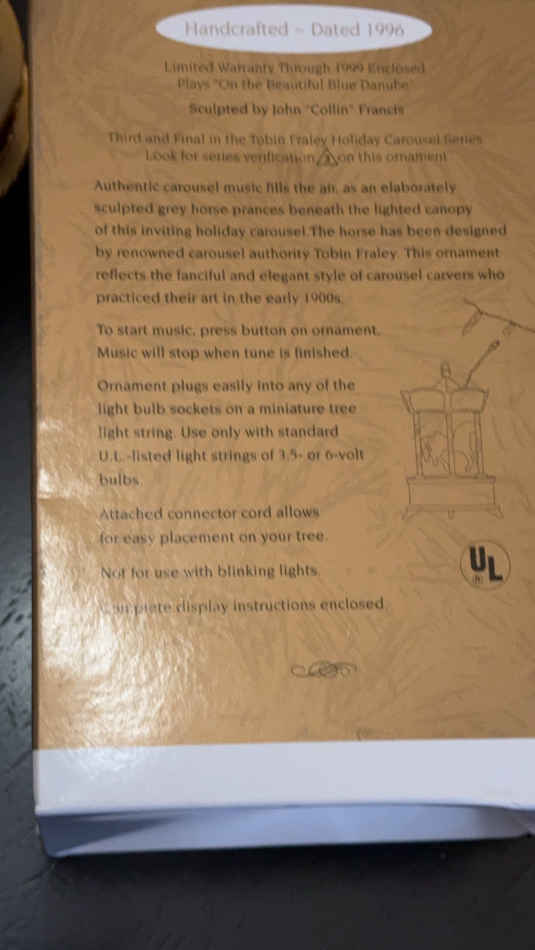 Handcrafted ~ Dated 1996
Limited Warranty Through 1999 Enclosed
Plays "On the Beautiful Blue Danube"
Sculpted by John "Collin" Francis
Third and Final in the Tobin Fraley Holiday Carousel Series
Look for series verification 3 on this ornament
Authentic carousel music fills the air, as an elaborately
sculpted grey horse prances beneath the lighted canopy
of this inviting holiday carousel. The horse has been designed
by renowned carousel authority Tobin Fraley. This ornament
reflects the fanciful and elegant style of carousel carvers who
practiced their art in the early 1900s.
To start music, press button on ornament.
Music will stop when tune is finished.
Ornament plugs easily into any of the
light bulb sockets on a miniature tree
light string. Use only with standard
U.L.-listed light strings of 3.5- or 6-volt
bulbs.
Attached connector cord allows
for easy placement on your tree.
Not for use with blinking lights.
Complete display instructions enclosed.
UL
®